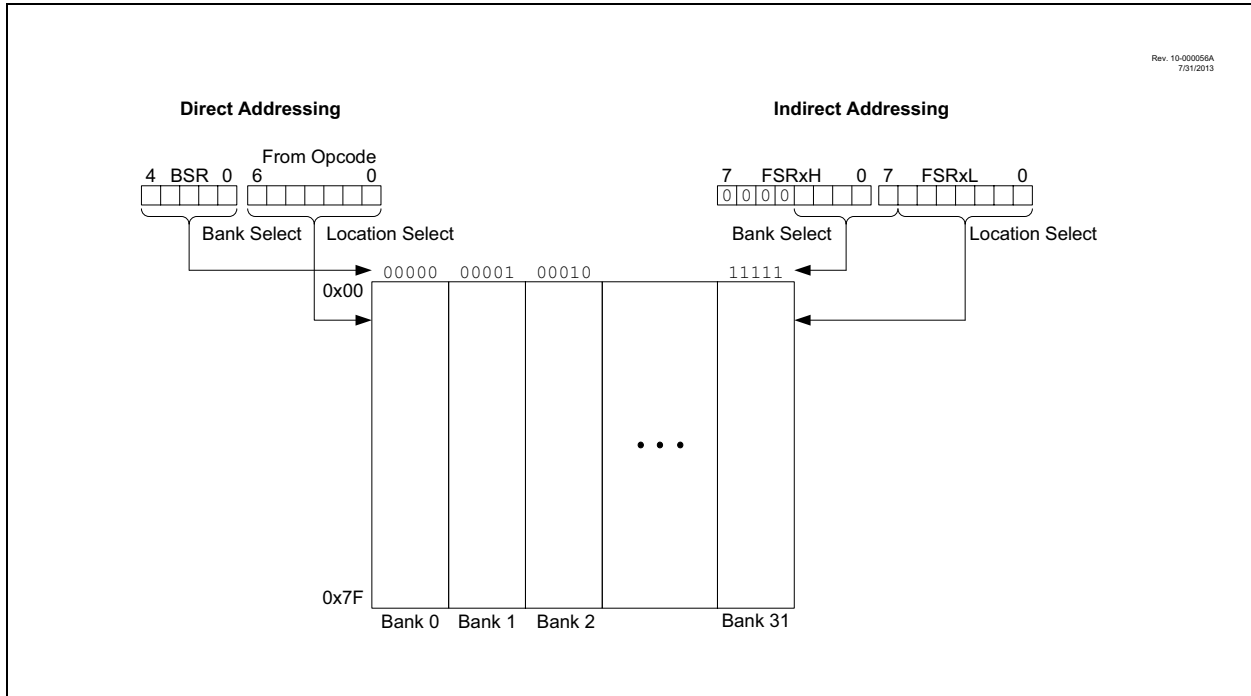 Rev. 10-000056A
7/31/2013
Direct Addressing
Indirect Addressing
From Opcode
4 BSR 0 6 0
7 FSRxH 0 7 FSRxL 0
0 0 0 0
Bank Select Location Select
Bank Select Location Select
00000 00001 00010 11111
0x00
0x7F
Bank 0 Bank 1 Bank 2 Bank 31